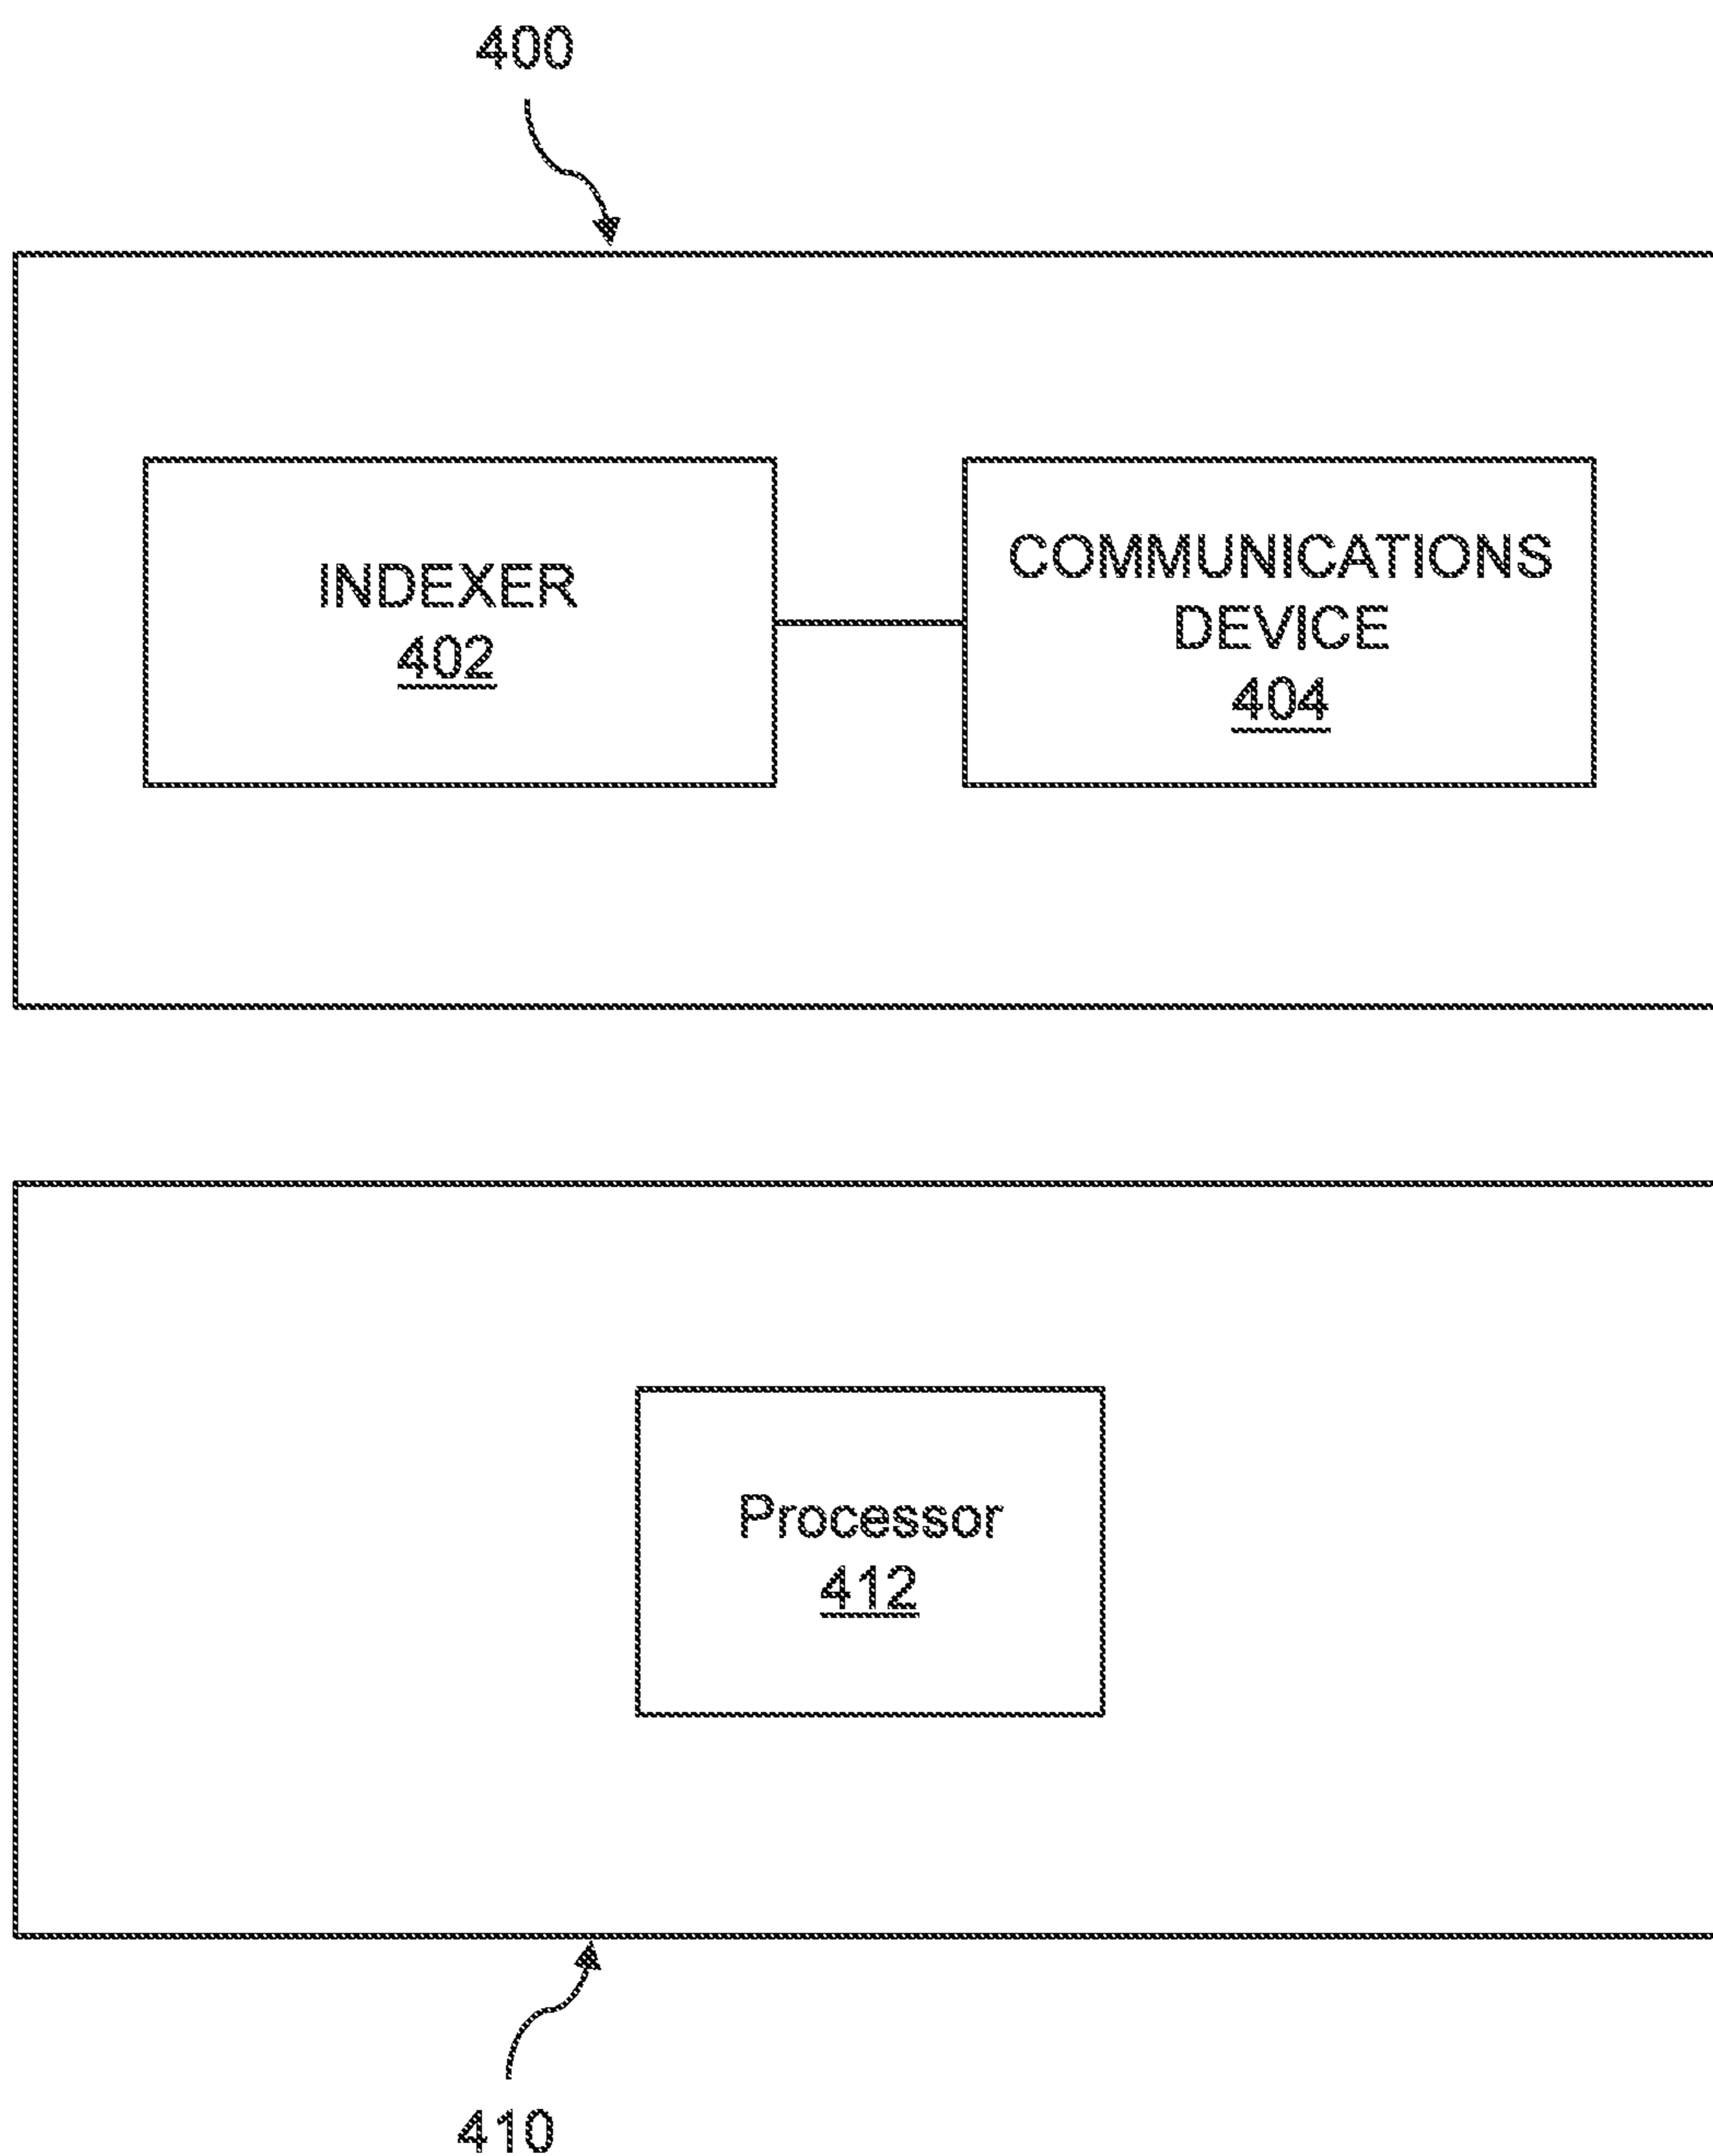 400
INDEXER
402
COMMUNICATIONS
DEVICE
404
Processor
412
410